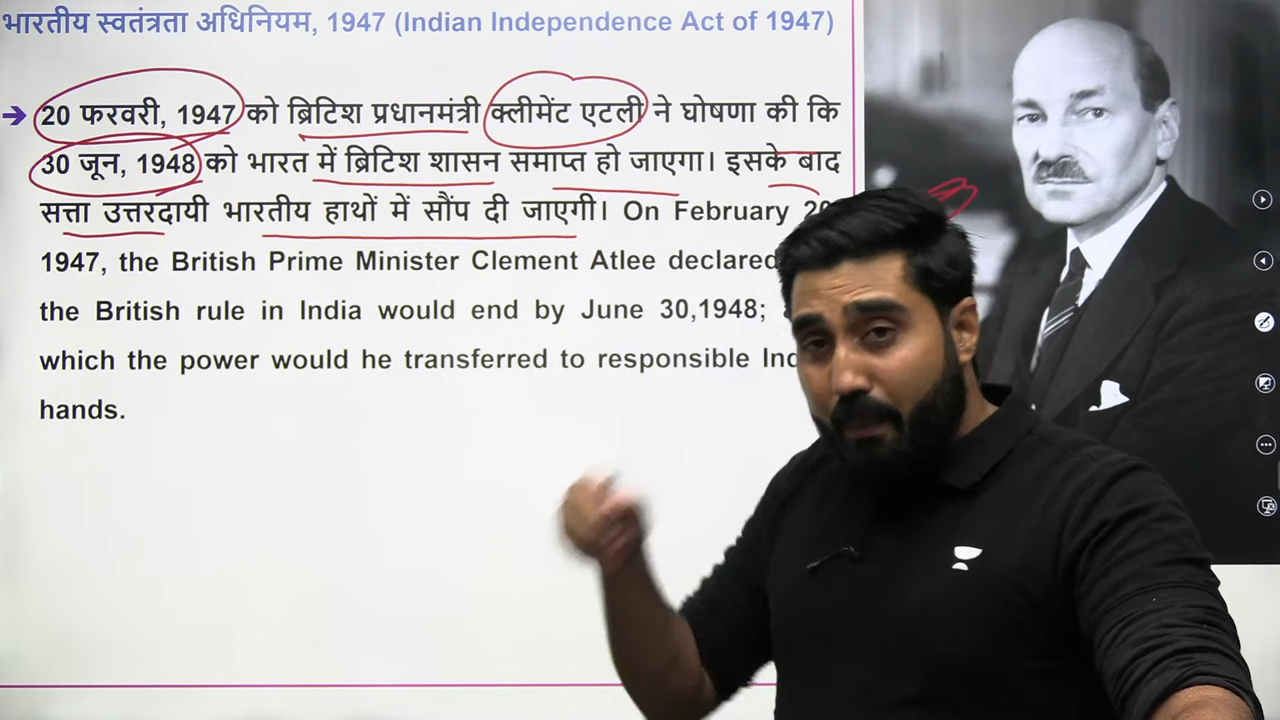 भारतीय स्वतंत्रता अधिनियम, 1947 (Indian Independence Act of 1947)
20 फरवरी, 1947 को ब्रिटिश प्रधानमंत्री क्लीमेंट एटली ने घोषणा की कि
30 जून, 1948 को भारत में ब्रिटिश शासन समाप्त हो जाएगा। इसके बाद
सत्ता उत्तरदायी भारतीय हाथों में सौंप दी जाएगी। On February
1947, the British Prime Minister Clement Atlee declared
the British rule in India would end by June 30,1948;
which the power would he transferred to responsible
hands.